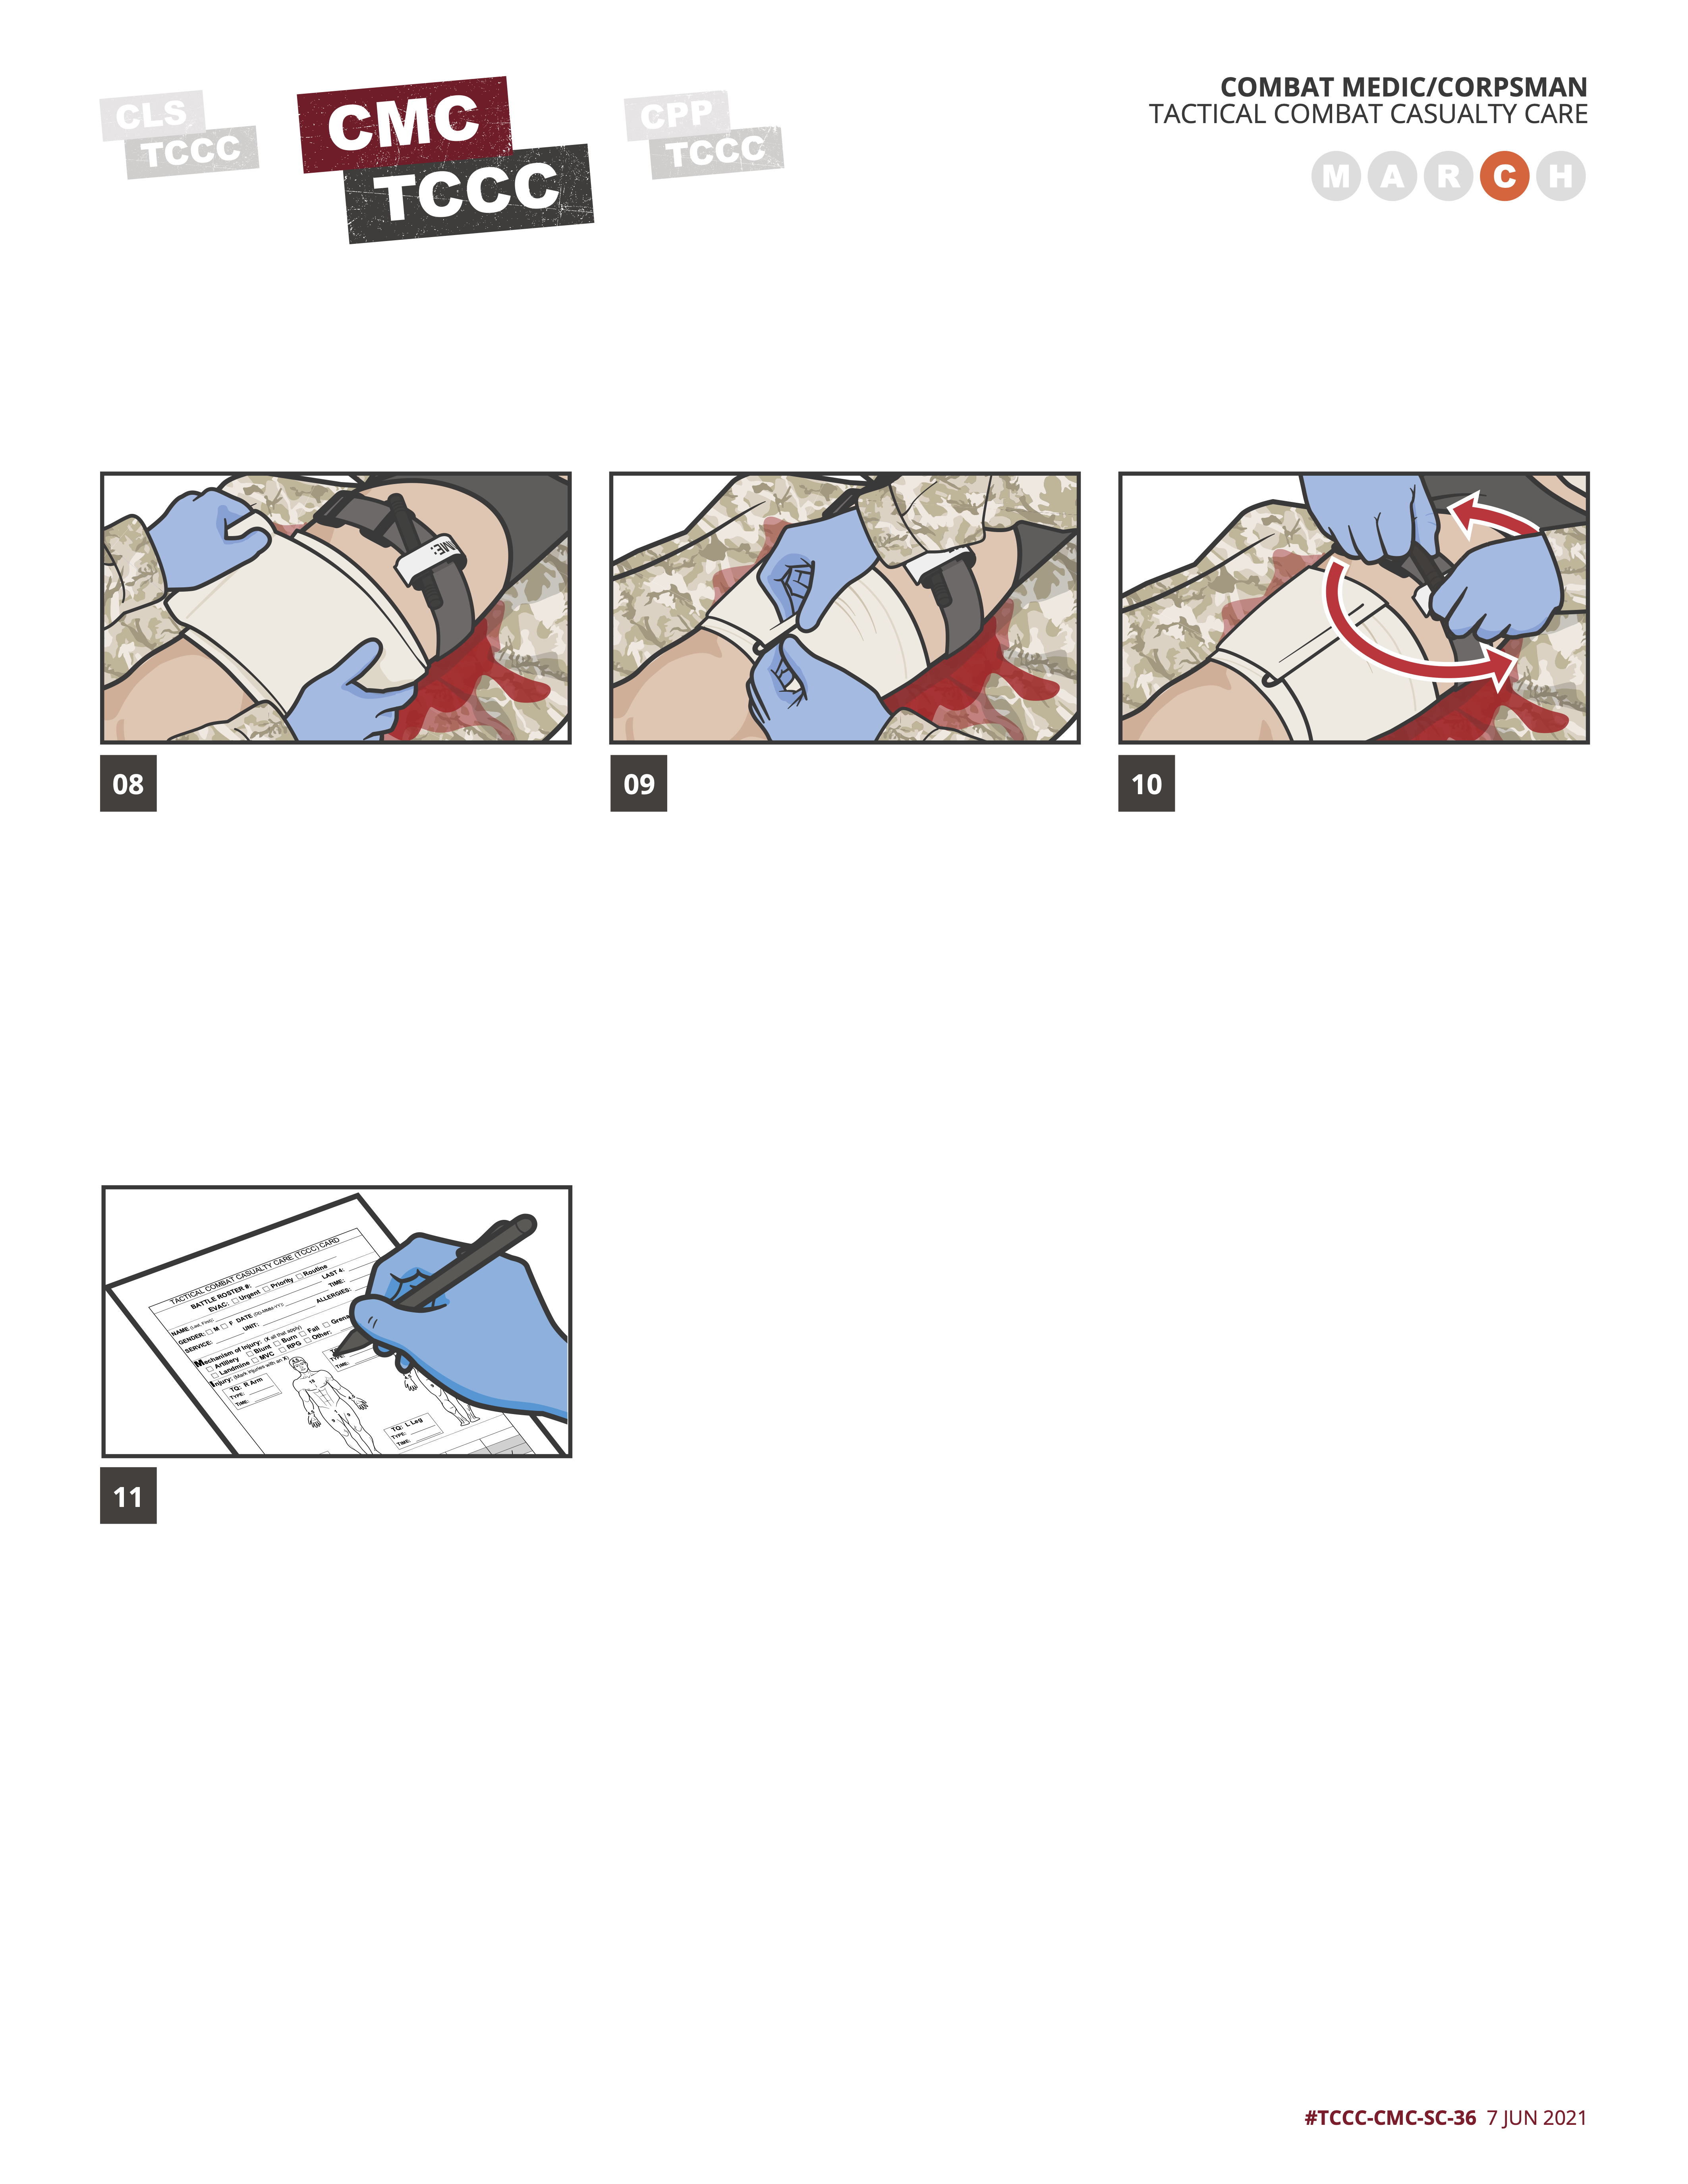 CLS
TCCC
CMC
TCCC
CPP
TCCC
COMBAT MEDIC/CORPSMAN
TACTICAL COMBAT CASUALTY CARE
M A R C H
08
09
10
TACTICAL COMBAT CASUALTY CARE (TCCC) CARD
BATTLE ROSTER #:
EVAC: Urgent Priority Routine
NAME (Last, First): LAST 4:
GENDER: M F DATE (DD-MMM-YY): TIME:
SERVICE: UNIT: ALLERGIES:
Mechanism of Injury: (X all that apply)
Artillery Blunt Burn Fall
Landmine MVC RPG Other:
Injury: (Mark injuries with an X)
TQ: R Arm
TYPE:
TIME:
TIME:
TQ: L Leg
TYPE:
TIME:
11
#TCCC-CMC-SC-36 7 JUN 2021